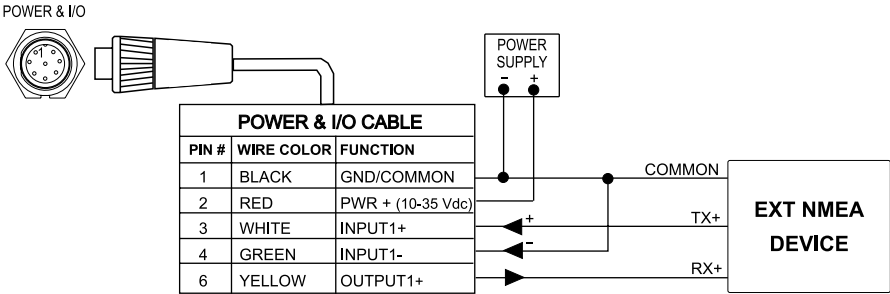 POWER & I/O
1
POWER
SUPPLY
- +
POWER & I/O CABLE
PIN # WIRE COLOR FUNCTION
1 BLACK GND/COMMON
2 RED PWR + (10-35 Vdc)
3 WHITE INPUT1+
4 GREEN INPUT1-
6 YELLOW OUTPUT1+
COMMON
+ TX+
-
RX+
EXT NMEA
DEVICE